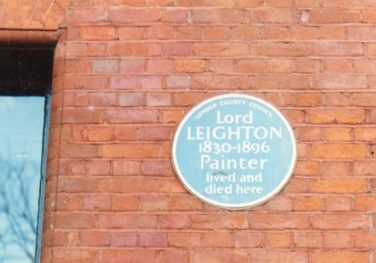 LONDON COUNTY COUNCIL
Lord
LEIGHTON
1830-1896
Painter
lived and
died here